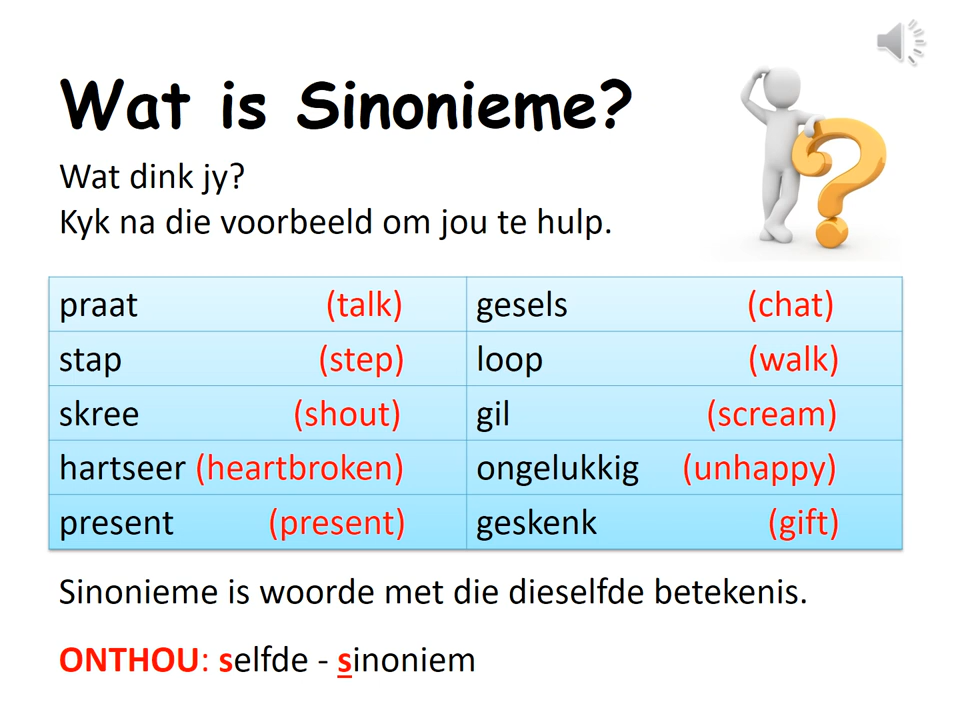 Wat is Sinonieme?
Wat dink jy?
Kyk na die voorbeeld om jou te hulp.
praat (talk) gesels (chat)
stap (step) loop (walk)
skree (shout) gil (scream)
hartseer (heartbroken) ongelukkig (unhappy)
present (present) geskenk (gift)
Sinonieme is woorde met die dieselfde betekenis.
ONTHOU: selfde - sinoniem